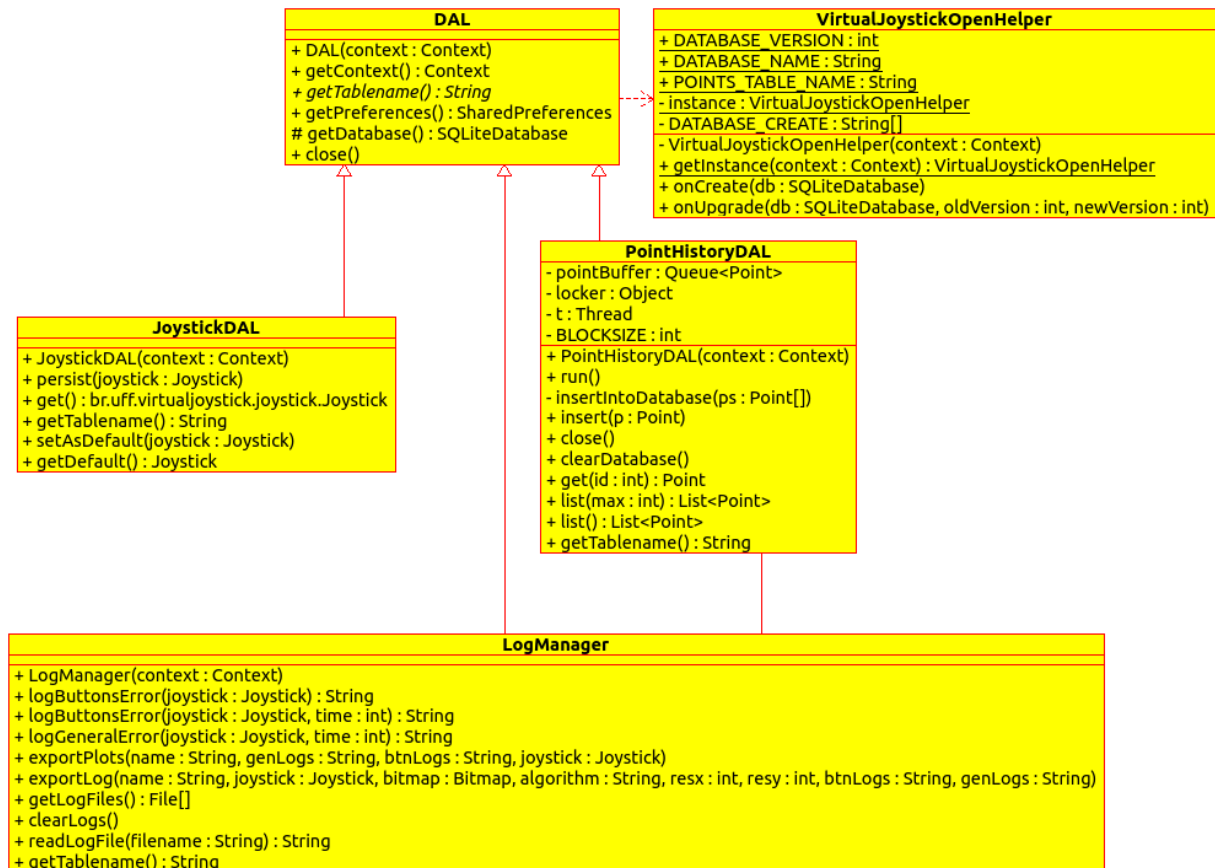 DAL
+ DAL(context : Context)
+ getContext() : Context
+ getTablename() : String
+ getPreferences() : SharedPreferences
# getDatabase() : SQLiteDatabase
+ close()
VirtualJoystickOpenHelper
+ DATABASE_VERSION : int
+ DATABASE_NAME : String
+ POINTS_TABLE_NAME : String
- instance : VirtualJoystickOpenHelper
- DATABASE_CREATE : String[]
- VirtualJoystickOpenHelper(context : Context)
+ getInstance(context : Context) : VirtualJoystickOpenHelper
+ onCreate(db : SQLiteDatabase)
+ onUpgrade(db : SQLiteDatabase, oldVersion : int, newVersion : int)
PointHistoryDAL
- pointBuffer : Queue<Point>
- locker : Object
- t : Thread
- BLOCKSIZE : int
+ PointHistoryDAL(context : Context)
+ run()
- insertIntoDatabase(ps : Point[])
+ insert(p : Point)
+ close()
+ clearDatabase()
+ get(id : int) : Point
+ list(max : int) : List<Point>
+ list() : List<Point>
+ getTablename() : String
JoystickDAL
+ JoystickDAL(context : Context)
+ persist(joystick : Joystick)
+ get() : br.uff.virtualjoystick.joystick.Joystick
+ getTablename() : String
+ setAsDefault(joystick : Joystick)
+ getDefault() : Joystick
LogManager
+ LogManager(context : Context)
+ logButtonsError(joystick : Joystick) : String
+ logButtonsError(joystick : Joystick, time : int) : String
+ logGeneralError(joystick : Joystick, time : int) : String
+ exportPlots(name : String, genLogs : String, btnLogs : String, joystick : Joystick)
+ exportLog(name : String, joystick : Joystick, bitmap : Bitmap, algorithm : String, resx : int, resy : int, btnLogs : String, genLogs : String)
+ getLogFiles() : File[]
+ clearLogs()
+ readLogFile(filename : String) : String
+ getTablename() : String